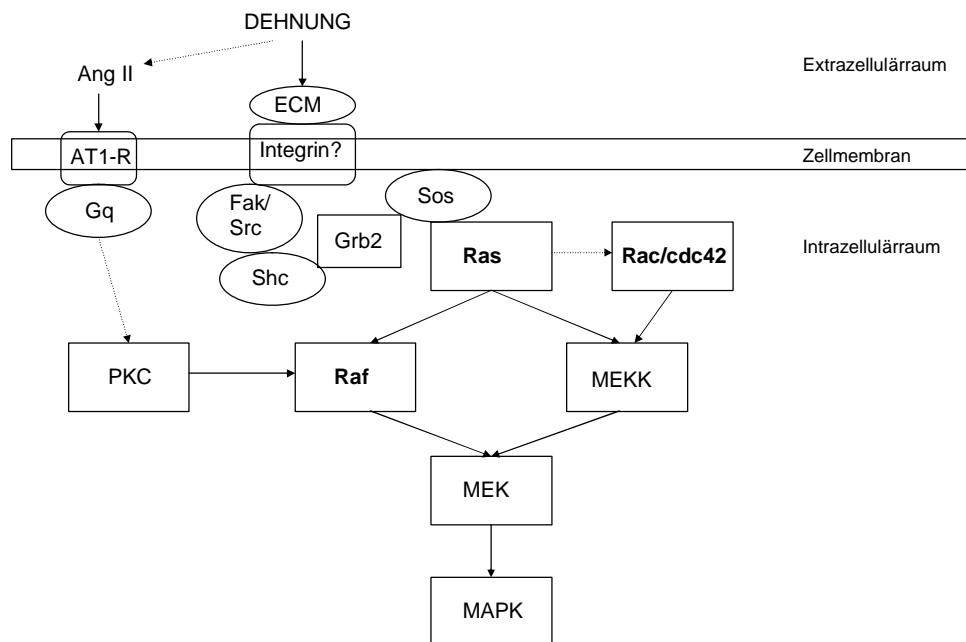 DEHNUNG
Extrazellulärraum
Ang II
ECM
AT1-R
Integrin?
Zellmembran
Gq
Fak/
Src
Sos
Grb2
Ras
Rac/cdc42
Intrazellulärraum
Shc
PKC
Raf
MEKK
MEK
MAPK